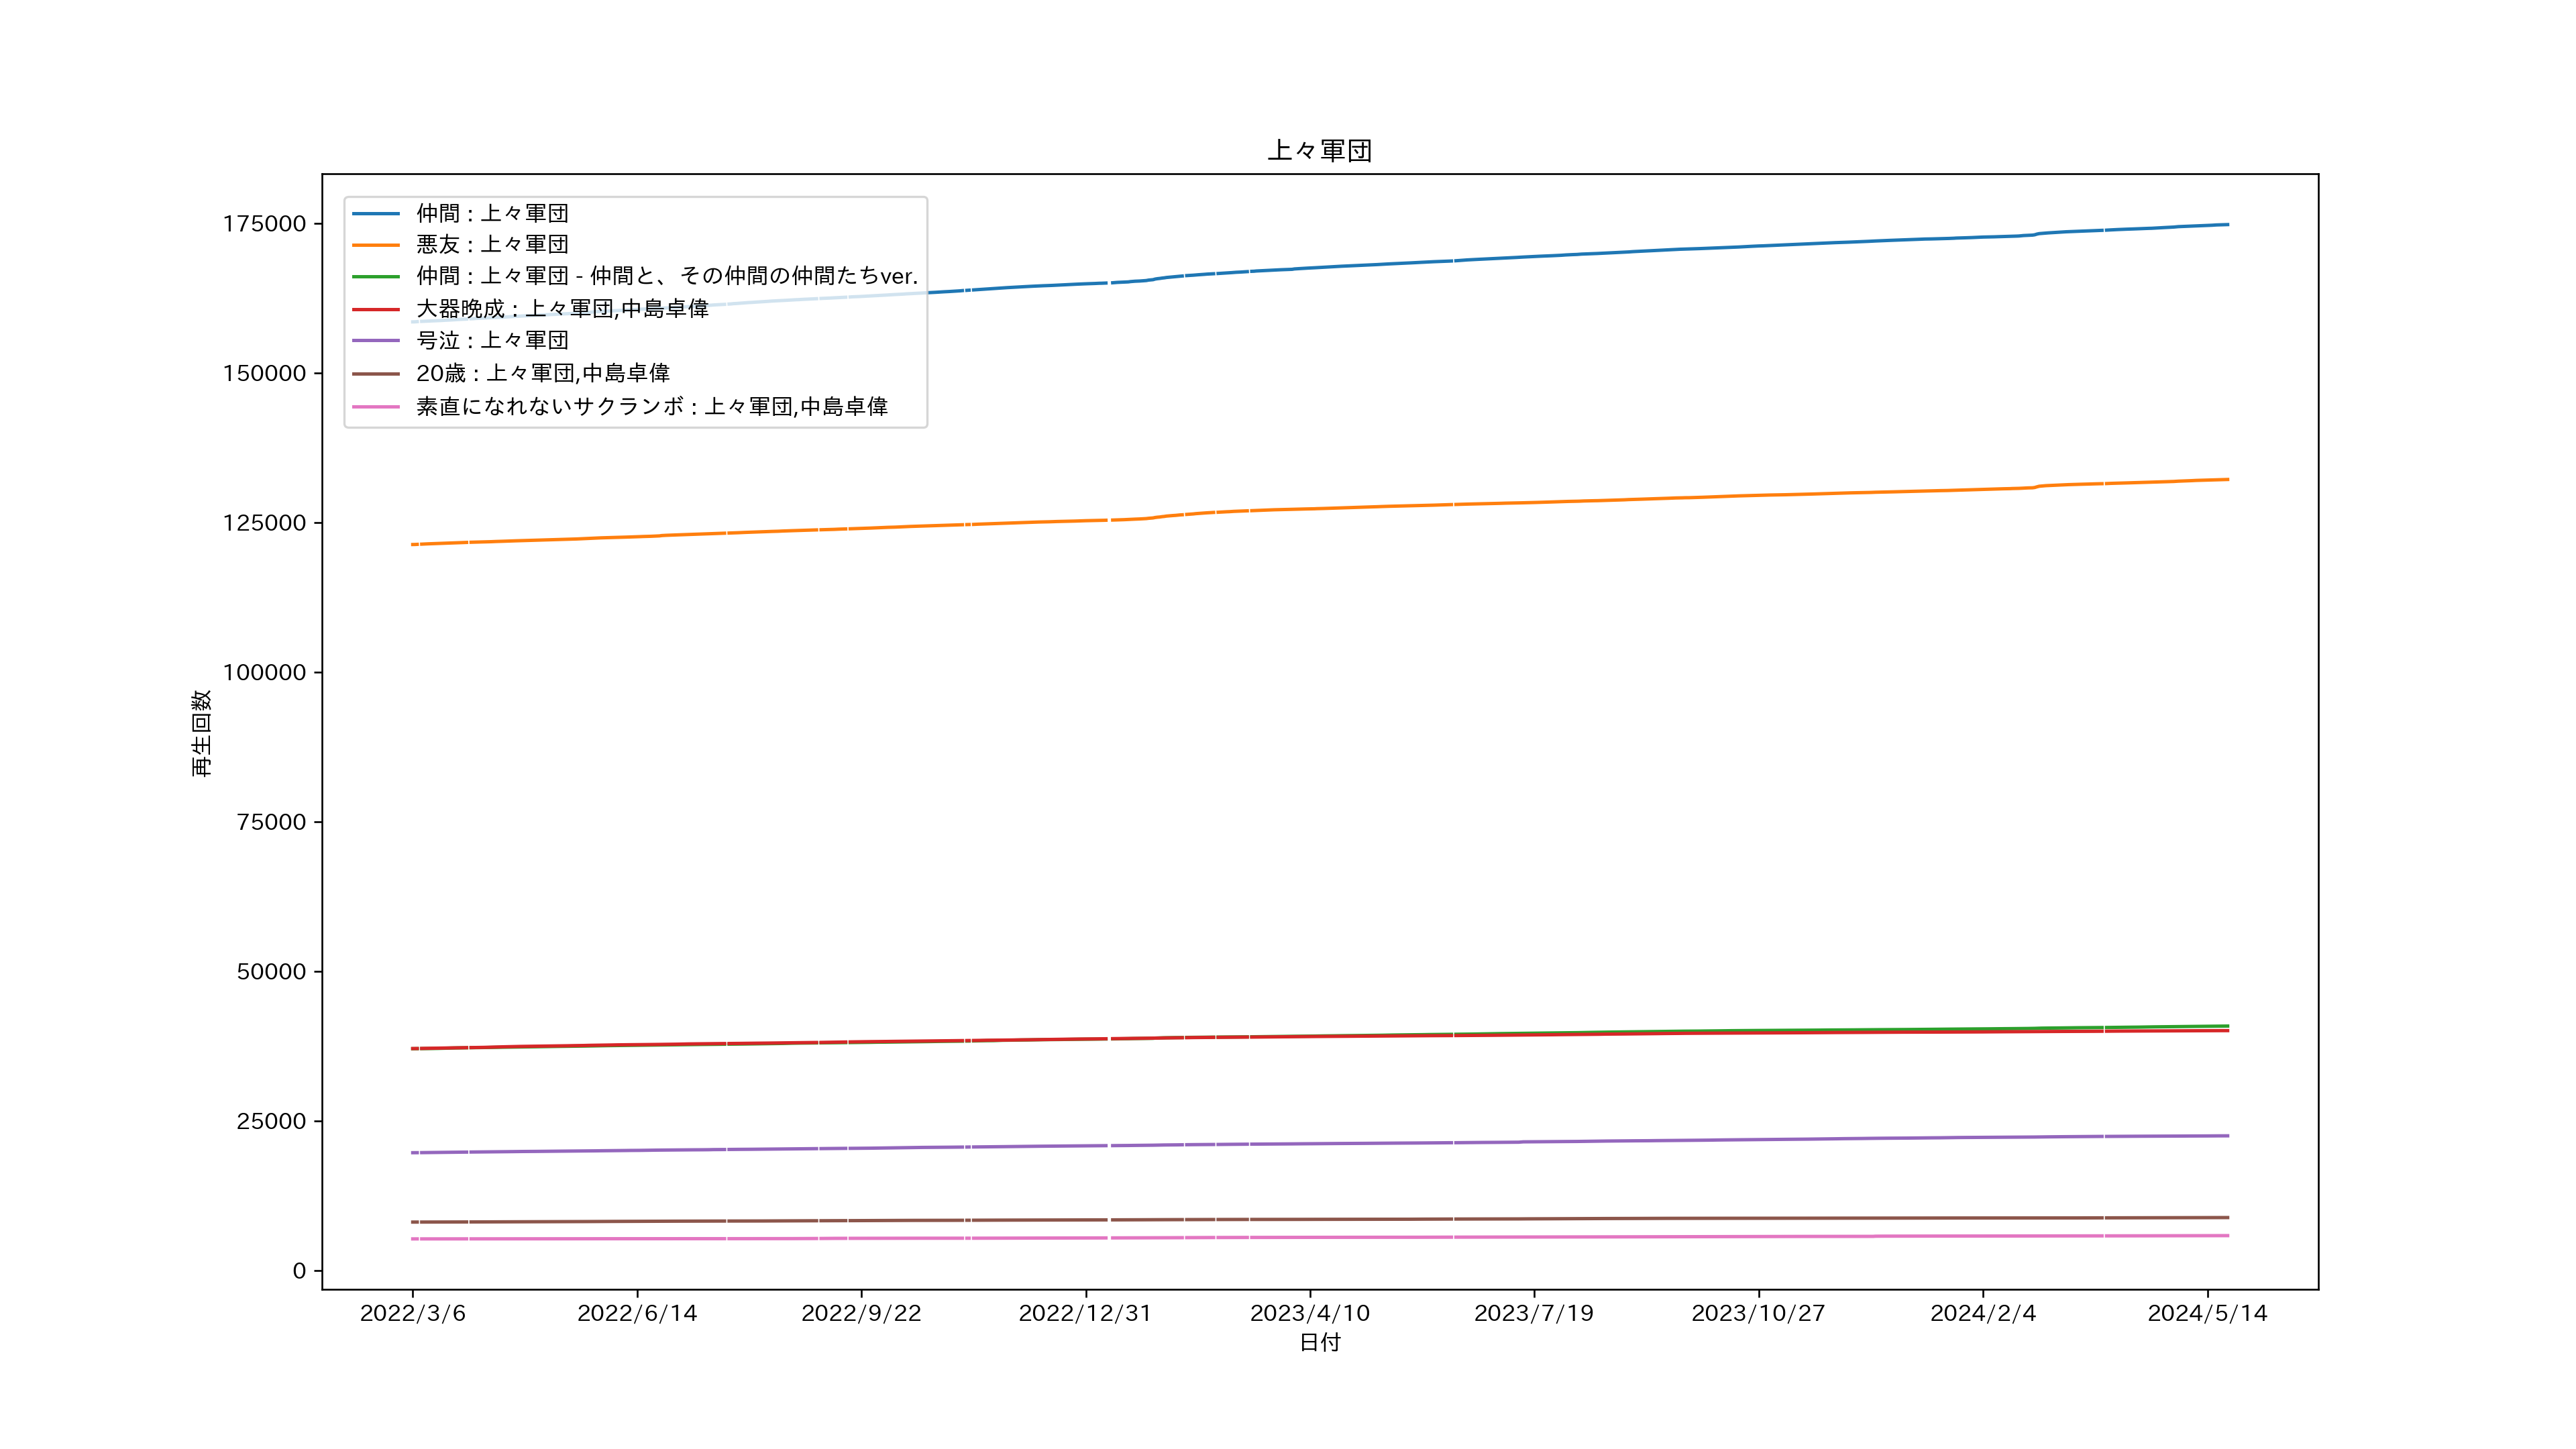 上々軍団
仲間 : 上々軍団
悪友 : 上々軍団
仲間 : 上々軍団 - 仲間と、その仲間の仲間たちver.
大器晩成 : 上々軍団,中島卓偉
号泣 : 上々軍団
20歳 : 上々軍団,中島卓偉
素直になれないサクランボ : 上々軍団,中島卓偉
175000
150000
125000
100000
75000
50000
25000
0
再生回数
2022/3/6
2022/6/14
2022/9/22
2022/12/31
2023/4/10
2023/7/19
2023/10/27
2024/2/4
2024/5/14
日付